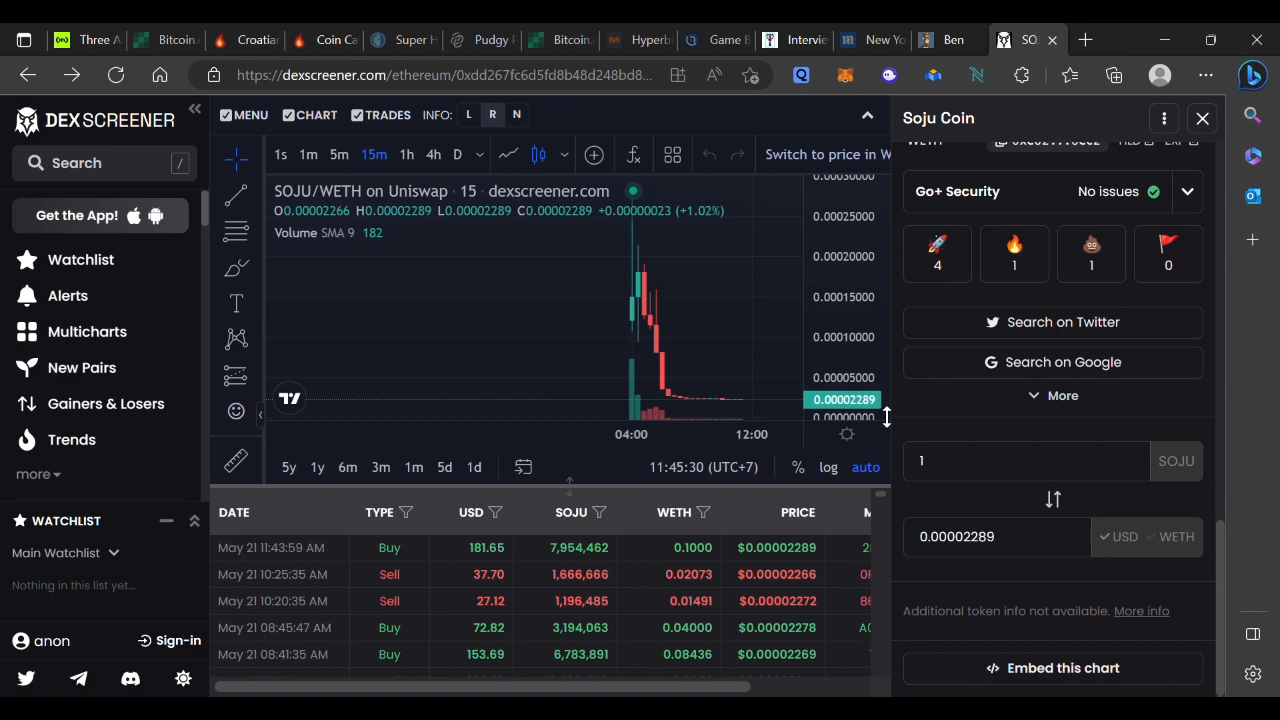 Three A
Bitcoin.
Croatian
Coin Ca
Super H
Pudgy P
Bitcoin.
Hyperb
Game B
Intervie
New Yo
Ben
SO
https://dexscreener.com/ethereum/0xdd267fc6d5fd8b48d248bd8...
DEXSCREENER
MENU CHART TRADES INFO: L R N
Soju Coin
Search /
1s 1m 5m 15m 1h 4h D
Switch to price in W
Get the App!
SOJU/WETH on Uniswap · 15 · dexscreener.com
O0.00002266 H0.00002289 L0.00002289 C0.00002289 +0.00000023 (+1.02%)
Volume SMA 9 182
0.00030000
0.00025000
0.00020000
0.00015000
0.00010000
0.00005000
0.00002289
0.00000000
04:00 12:00
5y 1y 6m 3m 1m 5d 1d
11:45:30 (UTC+7) % log auto
Watchlist
Alerts
Multicharts
New Pairs
Gainers & Losers
Trends
more
WATCHLIST
Main Watchlist
Nothing in this list yet...
anon Sign-in
DATE TYPE USD SOJU WETH PRICE M
May 21 11:43:59 AM Buy 181.65 7,954,462 0.1000 $0.00002289
May 21 10:25:35 AM Sell 37.70 1,666,666 0.02073 $0.00002266
May 21 10:20:35 AM Sell 27.12 1,196,485 0.01491 $0.00002272
May 21 08:45:47 AM Buy 72.82 3,194,063 0.04000 $0.00002278
May 21 08:41:35 AM Buy 153.69 6,783,891 0.08436 $0.00002269
Go+ Security No issues
4 1 1 0
Search on Twitter
Search on Google
More
1 SOJU
0.00002289 USD WETH
Additional token info not available. More info
Embed this chart